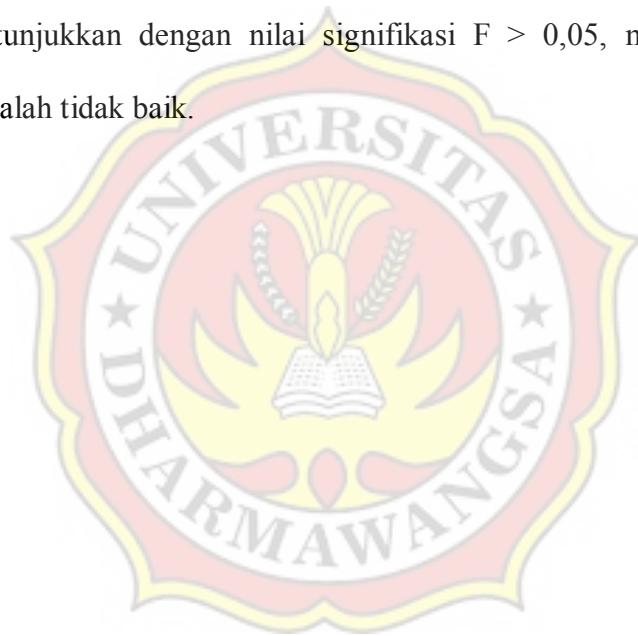 tunjukkan dengan nilai signifikasi F > 0,05, m
alah tidak baik.
UNIVERSITAS
★ DHARMAWANGSA ★